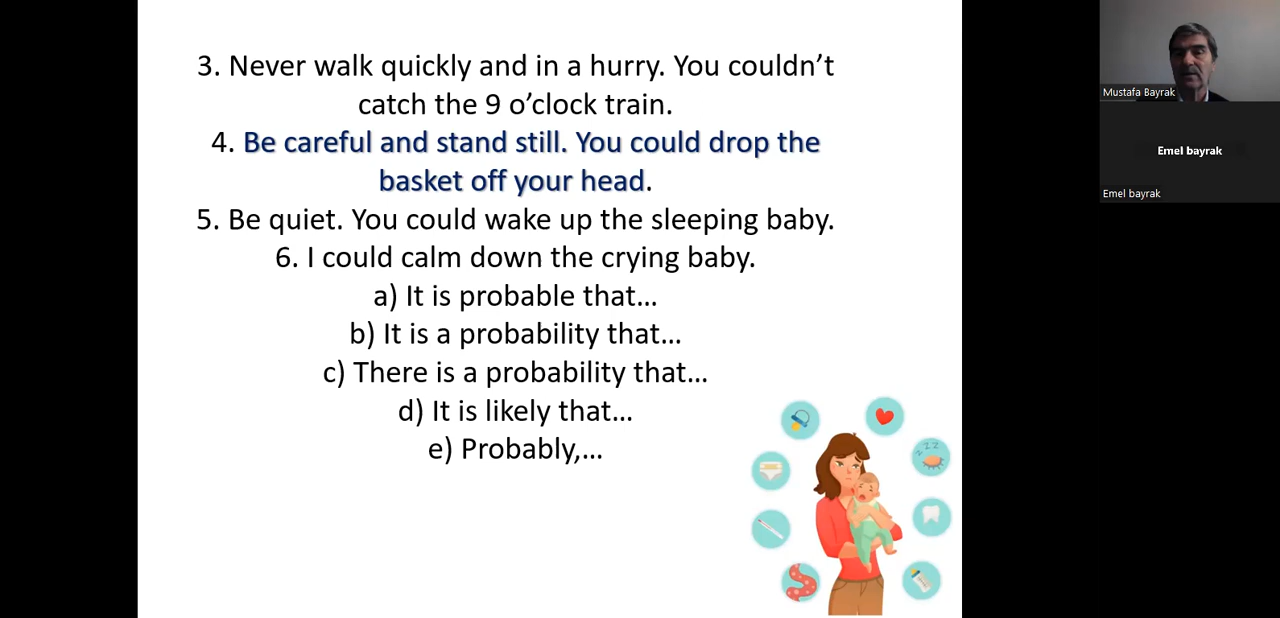 3. Never walk quickly and in a hurry. You couldn’t
catch the 9 o’clock train.
4. Be careful and stand still. You could drop the
basket off your head.
5. Be quiet. You could wake up the sleeping baby.
6. I could calm down the crying baby.
a) It is probable that…
b) It is a probability that…
c) There is a probability that…
d) It is likely that…
e) Probably,…
zzz
Mustafa Bayrak
Emel bayrak
Emel bayrak